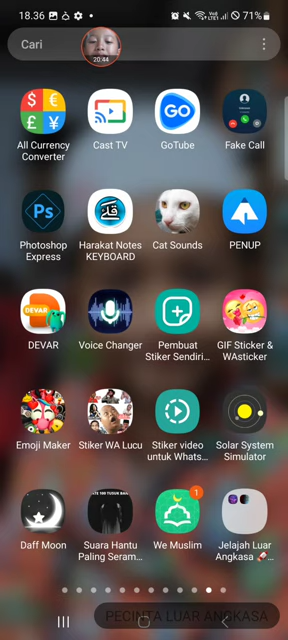 18.36
71%
Cari
20:44
$ €
£ ¥
GO
All Currency
Converter
Cast TV
GoTube
Fake Call
Ps
Photoshop
Express
Harakat Notes
KEYBOARD
Cat Sounds
PENUP
DEVAR
DEVAR
Voice Changer
Pembuat
Stiker Sendiri...
GIF Sticker &
WAsticker
Emoji Maker
Stiker WA Lucu
Stiker video
untuk Whats...
Solar System
Simulator
1
Daff Moon
Suara Hantu
Paling Seram...
We Muslim
Jelajah Luar
Angkasa 🚀...
PECINTA LUAR ANGKASA